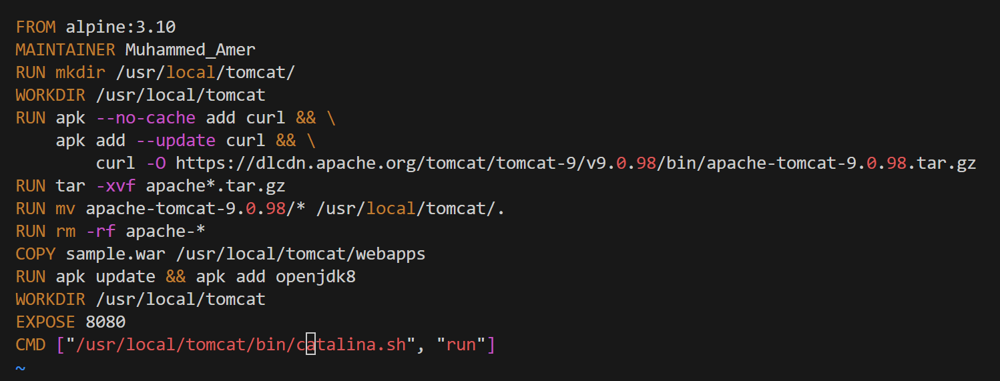 FROM alpine:3.10
MAINTAINER Muhammed_Amer
RUN mkdir /usr/local/tomcat/
WORKDIR /usr/local/tomcat
RUN apk --no-cache add curl && \
    apk add --update curl && \
        curl -O https://dlcdn.apache.org/tomcat/tomcat-9/v9.0.98/bin/apache-tomcat-9.0.98.tar.gz
RUN tar -xvf apache*.tar.gz
RUN mv apache-tomcat-9.0.98/* /usr/local/tomcat/.
RUN rm -rf apache-*
COPY sample.war /usr/local/tomcat/webapps
RUN apk update && apk add openjdk8
WORKDIR /usr/local/tomcat
EXPOSE 8080
CMD ["/usr/local/tomcat/bin/catalina.sh", "run"]
~